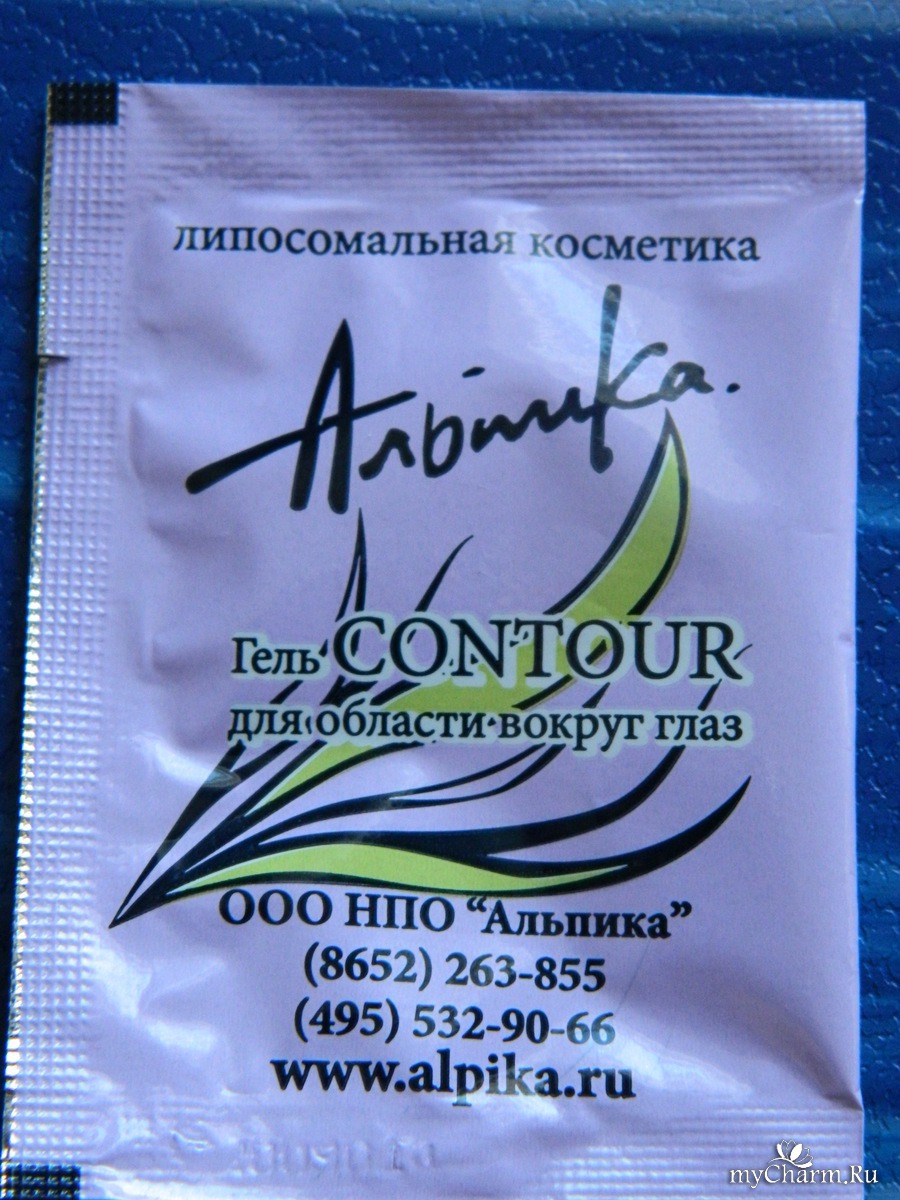 липосомальная косметика
Альпика.
Гель CONTOUR
для области вокруг глаз
ООО НПО “Альпика”
(8652) 263-855
(495) 532-90-66
www.alpika.ru
myCharm.Ru